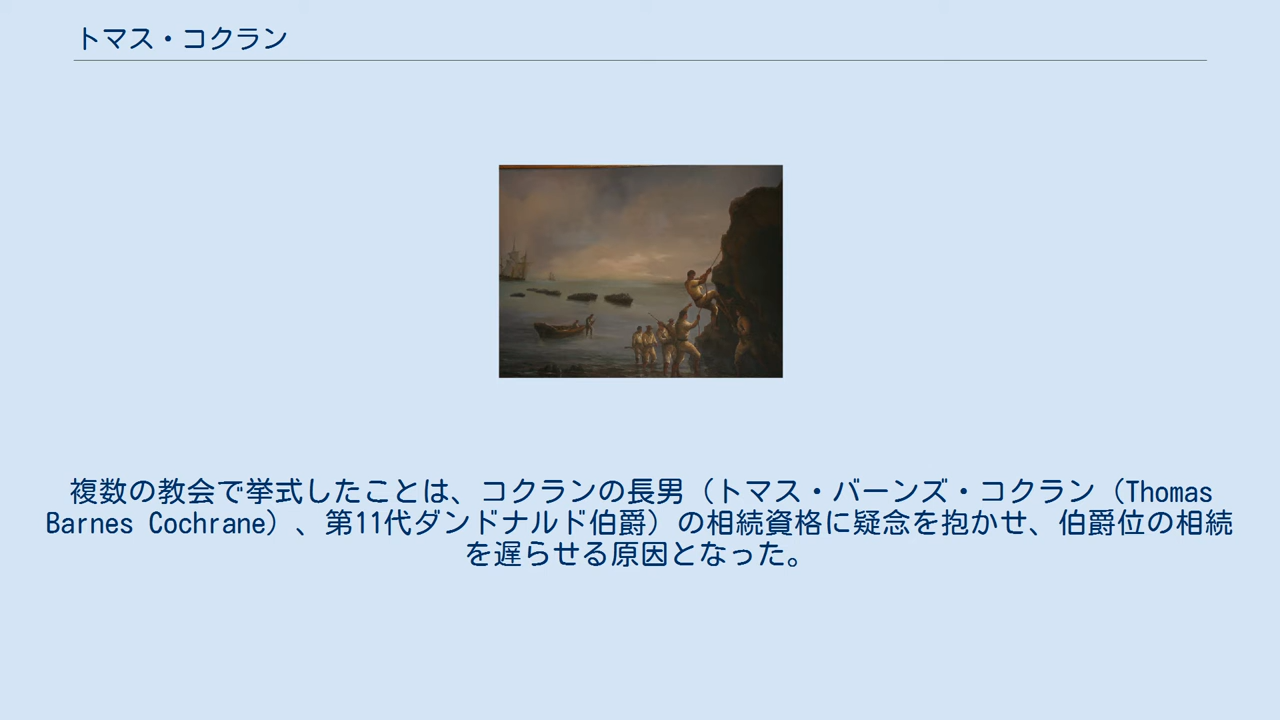 トマス・コクラン
複数の教会で挙式したことは、コクランの長男（トマス・バーンズ・コクラン（Thomas
Barnes Cochrane）、第11代ダンドナルド伯爵）の相続資格に疑念を抱かせ、伯爵位の相続
を遅らせる原因となった。